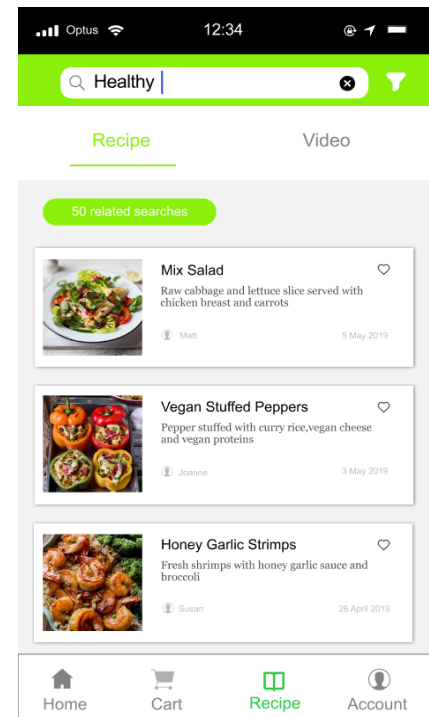 Optus 12:34
Healthy
Recipe Video
50 related searches
Mix Salad
Raw cabbage and lettuce slice served with
chicken breast and carrots
Matt 5 May 2019
Vegan Stuffed Peppers
Pepper stuffed with curry rice,vegan cheese
and vegan proteins
Joanne 3 May 2019
Honey Garlic Strimps
Fresh shrimps with honey garlic sauce and
broccoli
Susan 26 April 2019
Home Cart Recipe Account